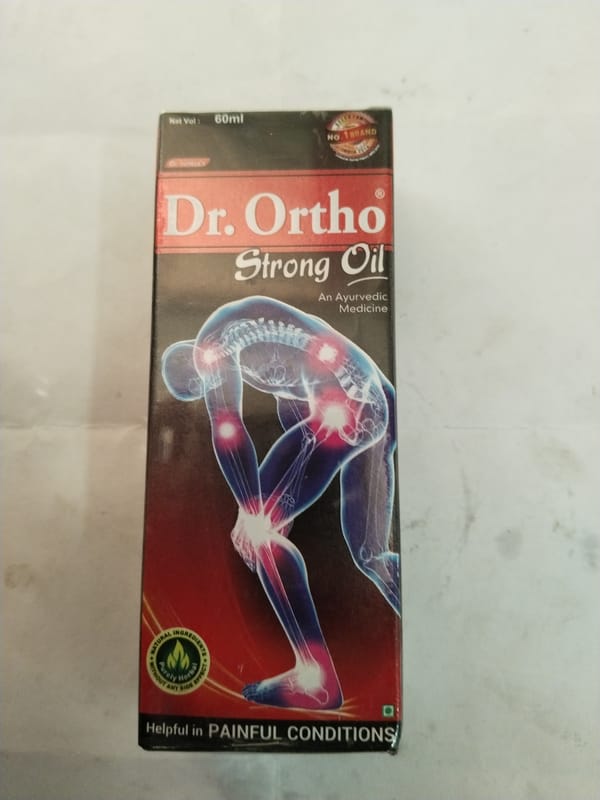 Net Vol : 60ml
NO. 1 BRAND
Dr. Ortho®
Strong Oil
An Ayurvedic
Medicine
NATURAL INGREDIENTS
Purely Herbal
WITHOUT ANY SIDE EFFECT
Helpful in PAINFUL CONDITIONS